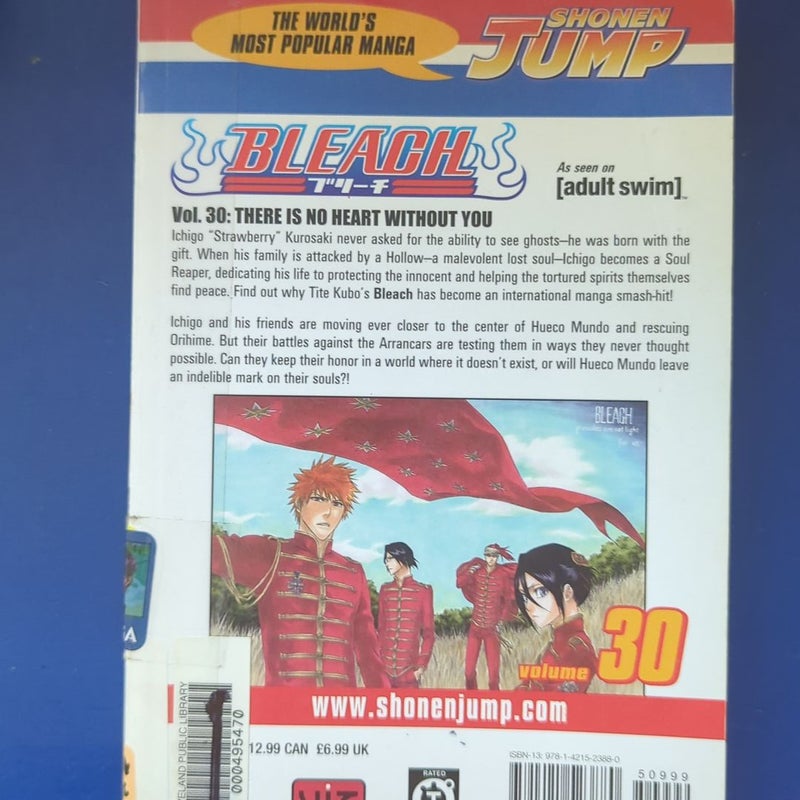 THE WORLD'S
MOST POPULAR MANGA
SHONEN
JUMP
BLEACH
ブリーチ
As seen on
[adult swim]™
Vol. 30: THERE IS NO HEART WITHOUT YOU
Ichigo "Strawberry" Kurosaki never asked for the ability to see ghosts—he was born with the
gift. When his family is attacked by a Hollow—a malevolent lost soul—Ichigo becomes a Soul
Reaper, dedicating his life to protecting the innocent and helping the tortured spirits themselves
find peace. Find out why Tite Kubo's Bleach has become an international manga smash-hit!
Ichigo and his friends are moving ever closer to the center of Hueco Mundo and rescuing
Orihime. But their battles against the Arrancars are testing them in ways they never thought
possible. Can they keep their honor in a world where it doesn't exist, or will Hueco Mundo leave
an indelible mark on their souls?!
BLEACH
volume 30
www.shonenjump.com
ELAND PUBLIC LIBRARY
000495470
12.99 CAN £6.99 UK
RATED
T
ISBN-13: 978-1-4215-2388-0
50999